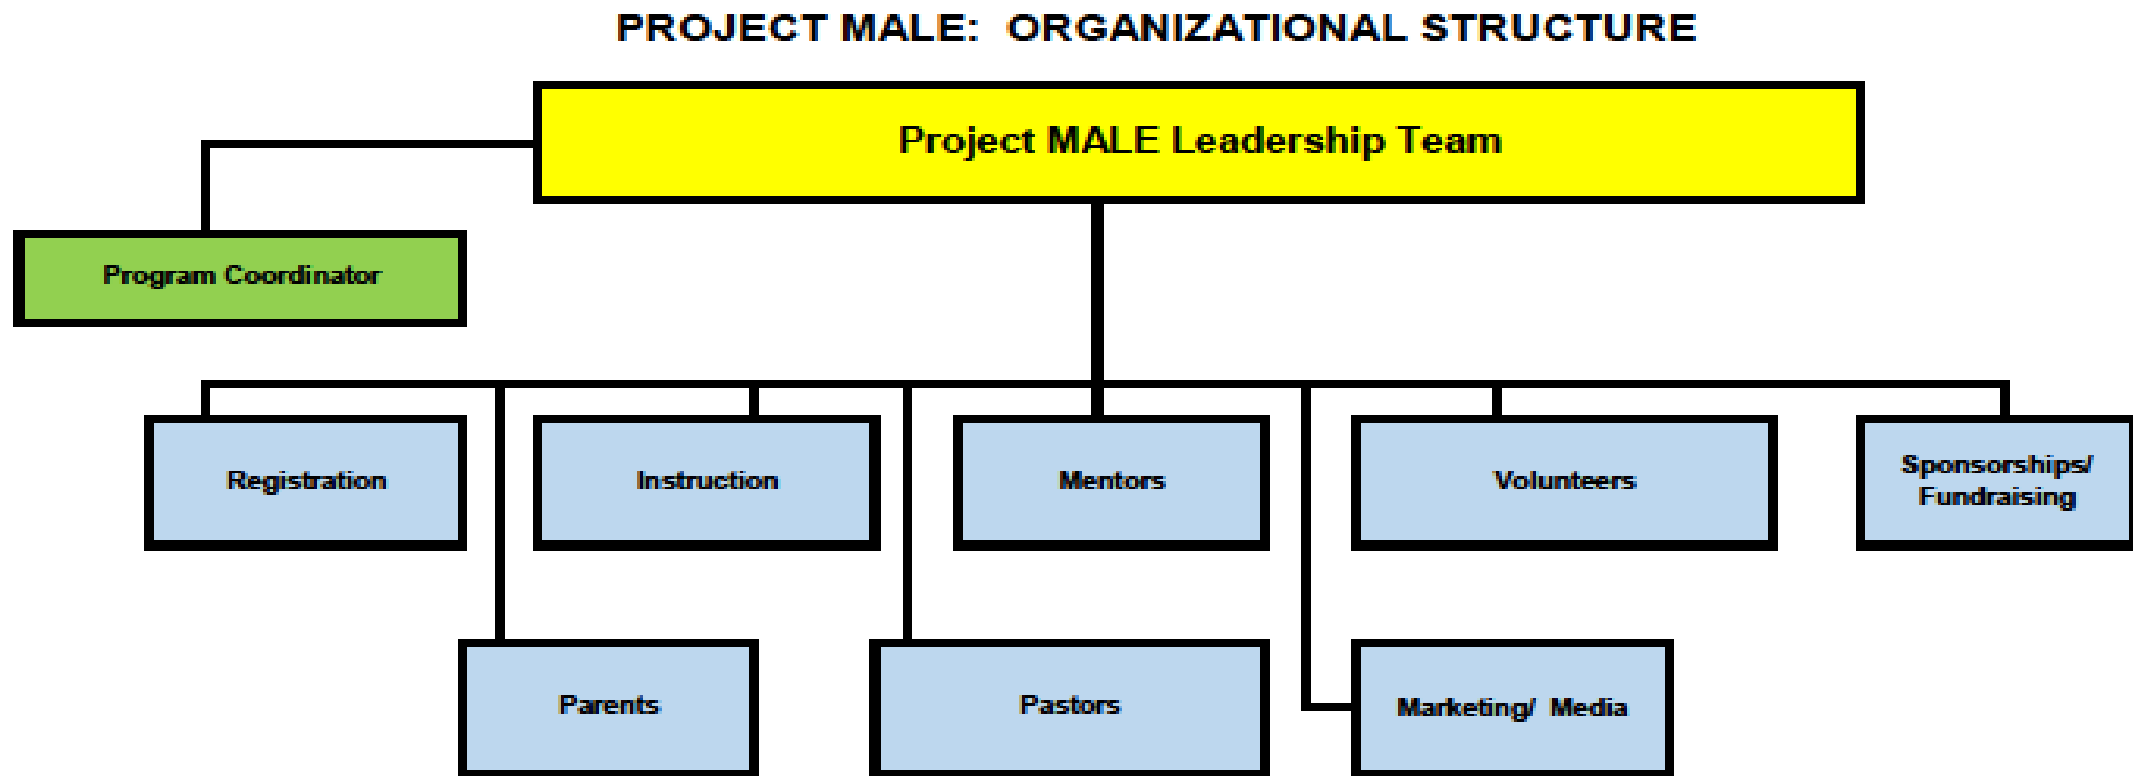 PROJECT MALE:  ORGANIZATIONAL STRUCTURE
Project MALE Leadership Team
Program Coordinator
Registration
Instruction
Mentors
Volunteers
Sponsorships/
Fundraising
Parents
Pastors
Marketing/  Media